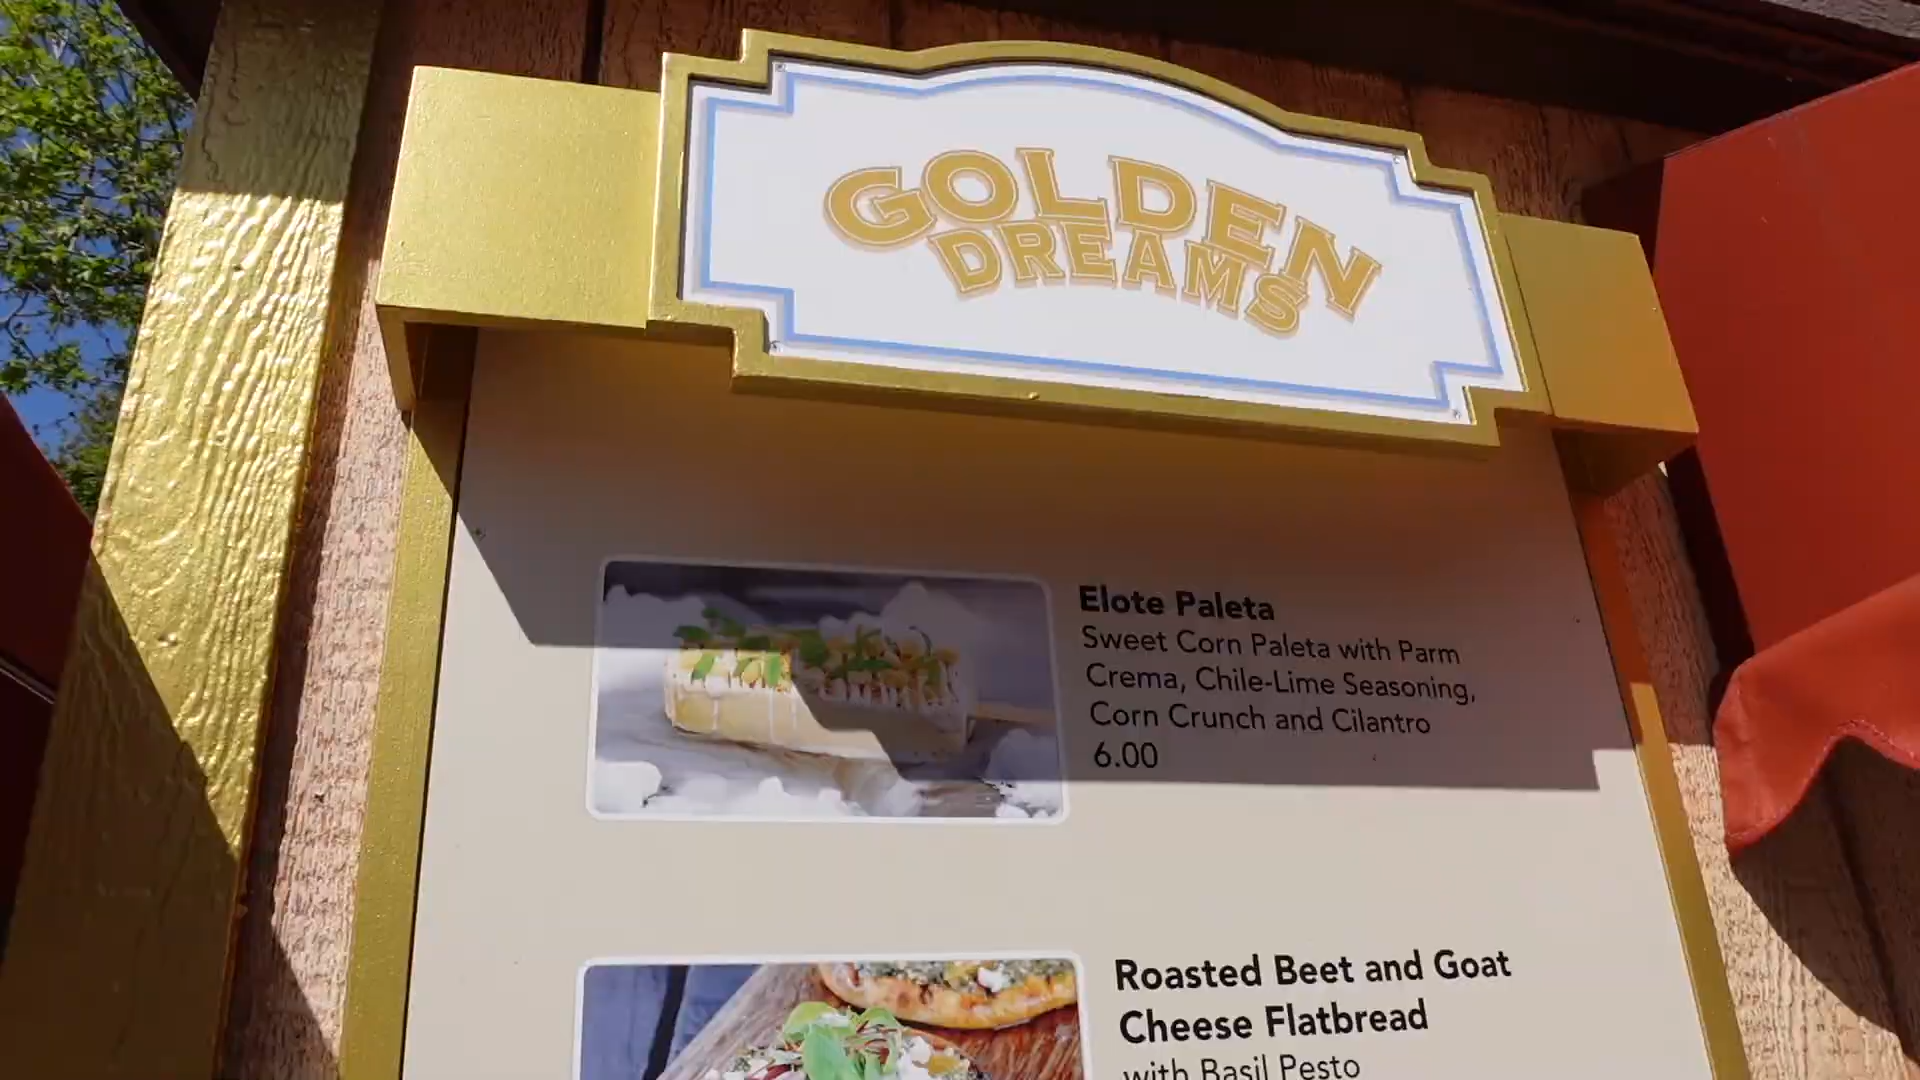 GOLDEN
DREAMS
Elote Paleta
Sweet Corn Paleta with Parm
Crema, Chile-Lime Seasoning,
Corn Crunch and Cilantro
6.00
Roasted Beet and Goat
Cheese Flatbread
with Basil Pesto